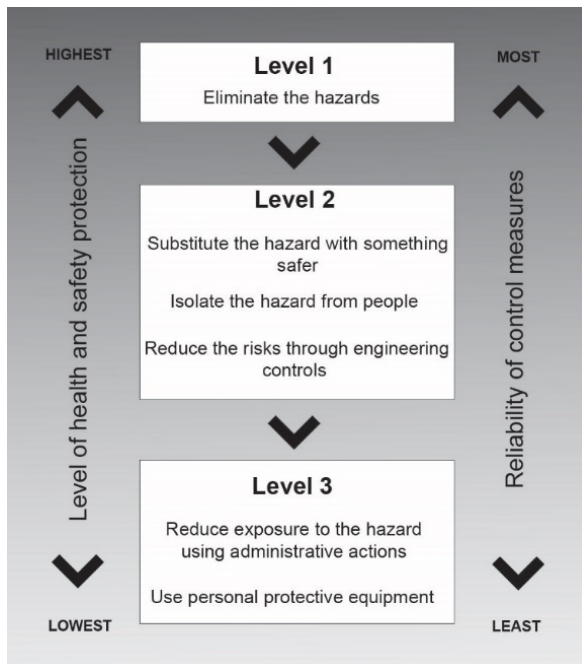 HIGHEST
MOST
Level 1
Eliminate the hazards
Level of health and safety protection
Reliability of control measures
Level 2
Substitute the hazard with something
safer
Isolate the hazard from people
Reduce the risks through engineering
controls
Level 3
Reduce exposure to the hazard
using administrative actions
Use personal protective equipment
LOWEST
LEAST